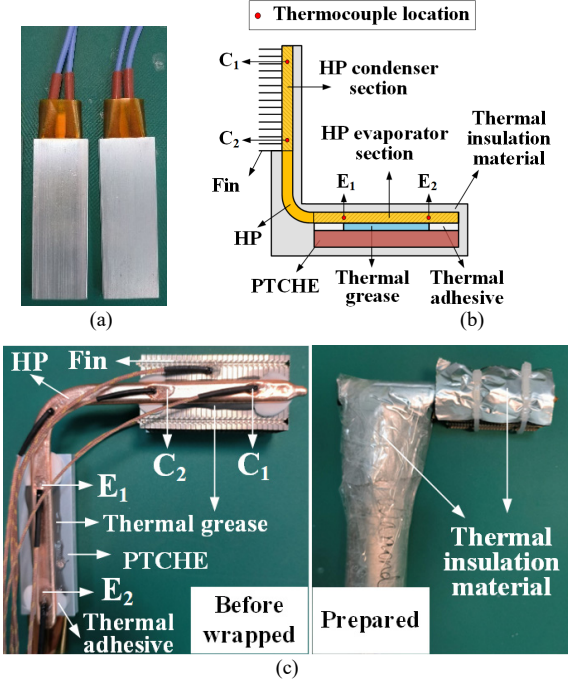 Thermocouple location
C1
HP condenser
section
Thermal
insulation
material
C2
HP evaporator
section
Fin
E1
E2
HP
PTCHE
Thermal
grease
Thermal
adhesive
(a)
(b)
HP
Fin
C2
C1
E1
Thermal grease
PTCHE
E2
Thermal
adhesive
Before
wrapped
Thermal
insulation
material
Prepared
(c)